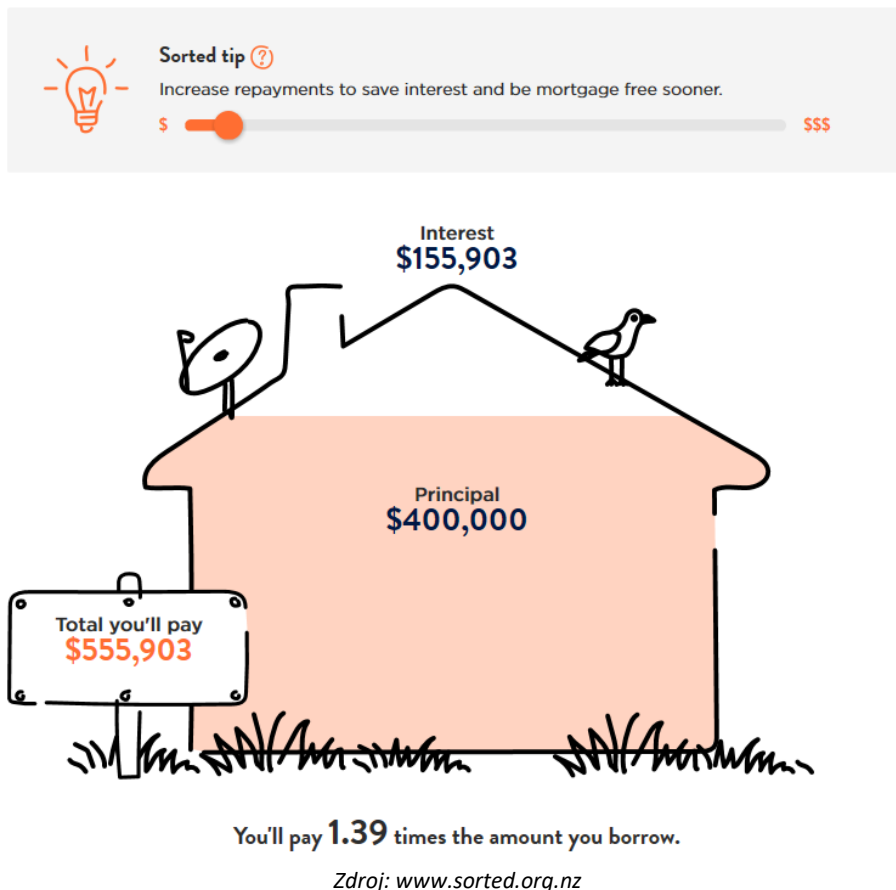 Sorted tip ?
Increase repayments to save interest and be mortgage free sooner.
$ $$$
Interest
$155,903
Principal
$400,000
Total you'll pay
$555,903
You'll pay 1.39 times the amount you borrow.
Zdroj: www.sorted.org.nz